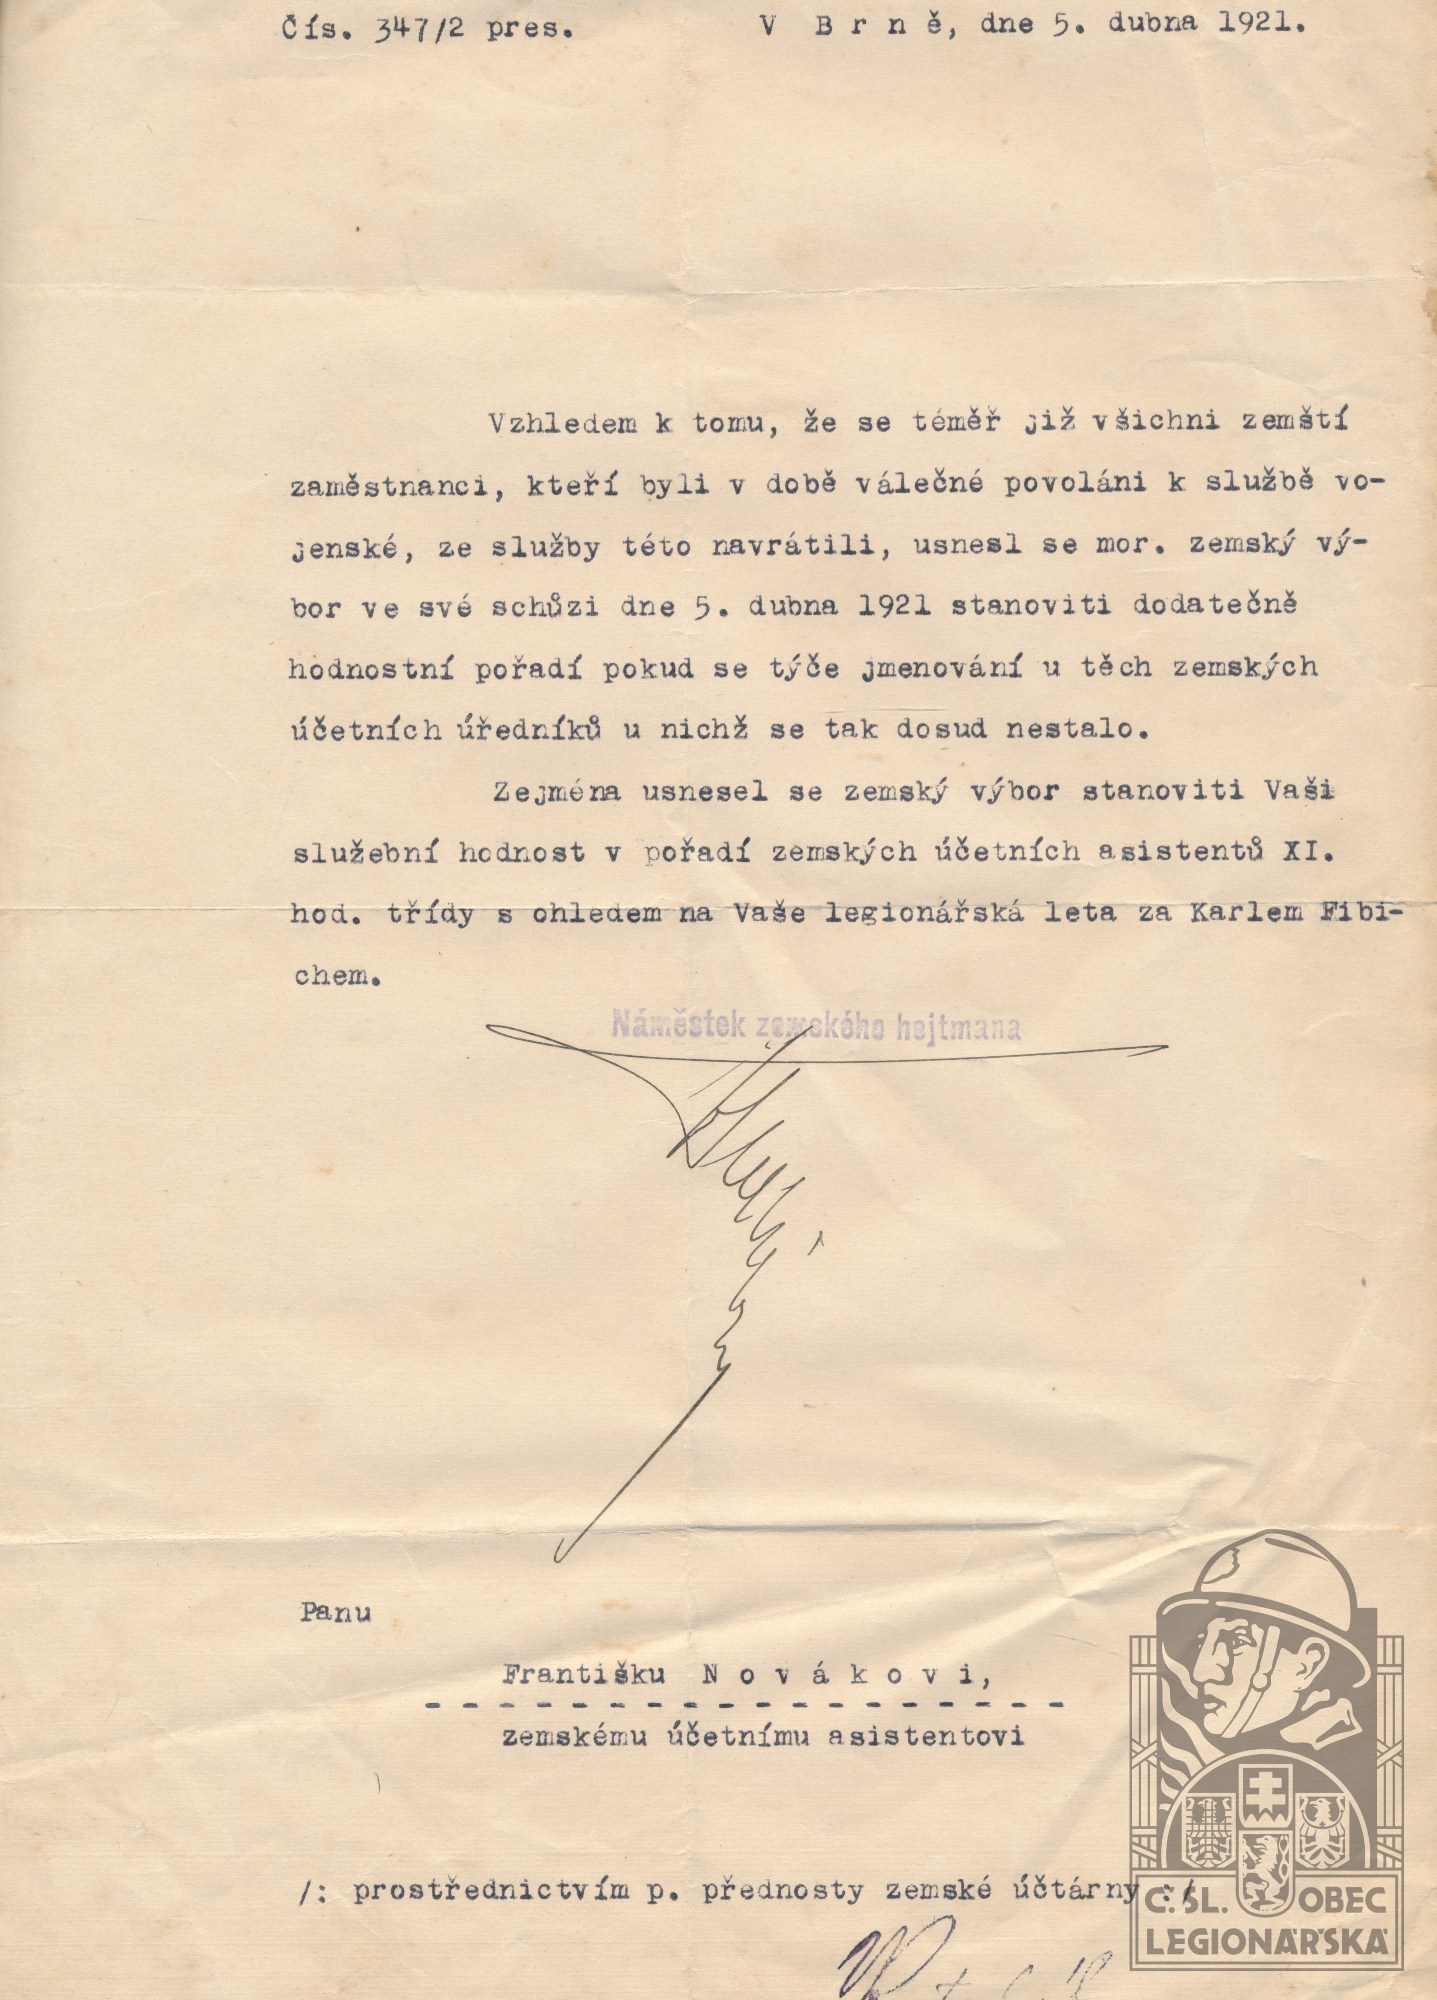 Čís. 347/2 pres. V B r n ě, dne 5. dubna 1921.
Vzhledem k tomu, že se téměř již všichni zemští
zaměstnanci, kteří byli v době válečné povoláni k službě vo-
jenské, ze služby této navrátili, usnesl se mor. zemský vý-
bor ve své schůzi dne 5. dubna 1921 stanoviti dodatečně
hodnostní pořadí pokud se týče jmenování u těch zemských
účetních úředníků u nichž se tak dosud nestalo.
Zejména usnesel se zemský výbor stanoviti Vaši
služební hodnost v pořadí zemských účetních asistentů XI.
hod. třídy s ohledem na Vaše legionářská leta za Karlem Fibi-
chem.
Náměstek zemského hejtmana
Panu
Františku N o v á k o v i,
zemskému účetnímu asistentovi
/: prostřednictvím p. přednosty zemské účtárny :/
Č. SL. OBEC
LEGIONÁŘSKÁ